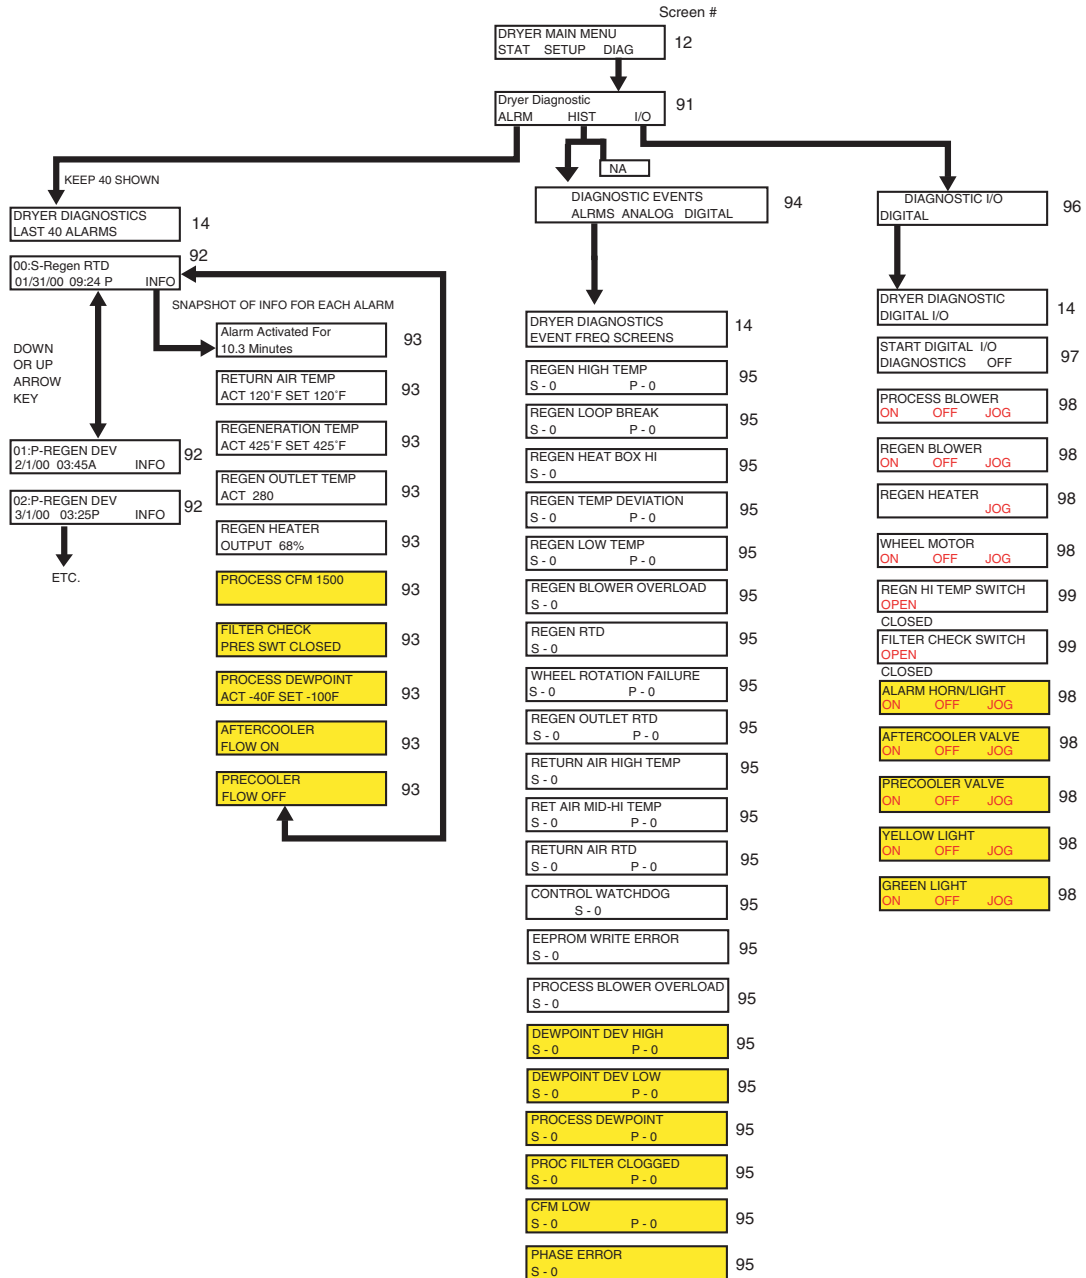 Screen #
DRYER MAIN MENU
STAT SETUP DIAG
12
Dryer Diagnostic
ALRM HIST I/O
91
KEEP 40 SHOWN
NA
DRYER DIAGNOSTICS
LAST 40 ALARMS
14
00:S-Regen RTD
01/31/00 09:24 P INFO
92
SNAPSHOT OF INFO FOR EACH ALARM
DOWN
OR UP
ARROW
KEY
01:P-REGEN DEV
2/1/00 03:45A INFO
92
02:P-REGEN DEV
3/1/00 03:25P INFO
92
ETC.
Alarm Activated For
10.3 Minutes
93
RETURN AIR TEMP
ACT 120˚F SET 120˚F
93
REGENERATION TEMP
ACT 425˚F SET 425˚F
93
REGEN OUTLET TEMP
ACT 280
93
REGEN HEATER
OUTPUT 68%
93
PROCESS CFM 1500
93
FILTER CHECK
PRES SWT CLOSED
93
PROCESS DEWPOINT
ACT -40F SET -100F
93
AFTERCOOLER
FLOW ON
93
PRECOOLER
FLOW OFF
93
DIAGNOSTIC EVENTS
ALRMS ANALOG DIGITAL
94
DRYER DIAGNOSTICS
EVENT FREQ SCREENS
14
REGEN HIGH TEMP
S - 0 P - 0
95
REGEN LOOP BREAK
S - 0 P - 0
95
REGEN HEAT BOX HI
S - 0
95
REGEN TEMP DEVIATION
S - 0 P - 0
95
REGEN LOW TEMP
S - 0 P - 0
95
REGEN BLOWER OVERLOAD
S - 0
95
REGEN RTD
S - 0
95
WHEEL ROTATION FAILURE
S - 0 P - 0
95
REGEN OUTLET RTD
S - 0 P - 0
95
RETURN AIR HIGH TEMP
S - 0
95
RET AIR MID-HI TEMP
S - 0 P - 0
95
RETURN AIR RTD
S - 0 P - 0
95
CONTROL WATCHDOG
S - 0
95
EEPROM WRITE ERROR
S - 0
95
PROCESS BLOWER OVERLOAD
S - 0
95
DEWPOINT DEV HIGH
S - 0 P - 0
95
DEWPOINT DEV LOW
S - 0 P - 0
95
PROCESS DEWPOINT
S - 0 P - 0
95
PROC FILTER CLOGGED
S - 0 P - 0
95
CFM LOW
S - 0 P - 0
95
PHASE ERROR
S - 0
95
DIAGNOSTIC I/O
DIGITAL
96
DRYER DIAGNOSTIC
DIGITAL I/O
14
START DIGITAL I/O
DIAGNOSTICS OFF
97
PROCESS BLOWER
ON OFF JOG
98
REGEN BLOWER
ON OFF JOG
98
REGEN HEATER
JOG
98
WHEEL MOTOR
ON OFF JOG
98
REGN HI TEMP SWITCH
OPEN
99
CLOSED
FILTER CHECK SWITCH
OPEN
99
CLOSED
ALARM HORN/LIGHT
ON OFF JOG
98
AFTERCOOLER VALVE
ON OFF JOG
98
PRECOOLER VALVE
ON OFF JOG
98
YELLOW LIGHT
ON OFF JOG
98
GREEN LIGHT
ON OFF JOG
98